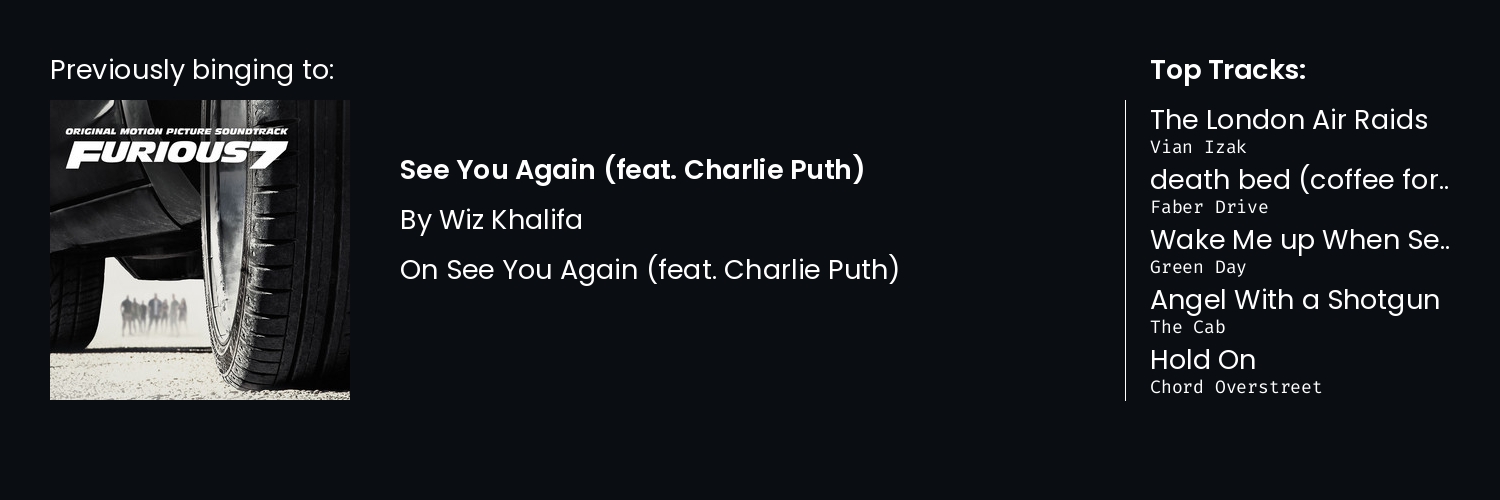 Previously binging to:
ORIGINAL MOTION PICTURE SOUNDTRACK
FURIOUS 7
See You Again (feat. Charlie Puth)
By Wiz Khalifa
On See You Again (feat. Charlie Puth)
Top Tracks:
The London Air Raids
Vian Izak
death bed (coffee for..
Faber Drive
Wake Me up When Se..
Green Day
Angel With a Shotgun
The Cab
Hold On
Chord Overstreet